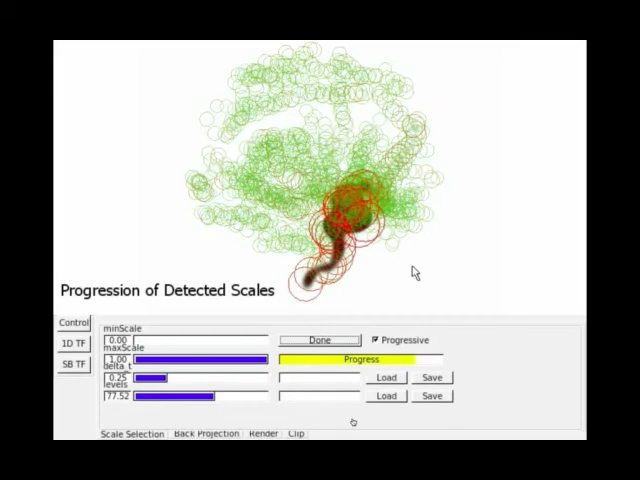 Progression of Detected Scales
Control
1D TF
SB TF
minScale
0.00
Done
Progressive
maxScale
1.00
Progress
delta_t
0.25
Load
Save
levels
77.52
Load
Save
Scale Selection
Back Projection
Render
Clip